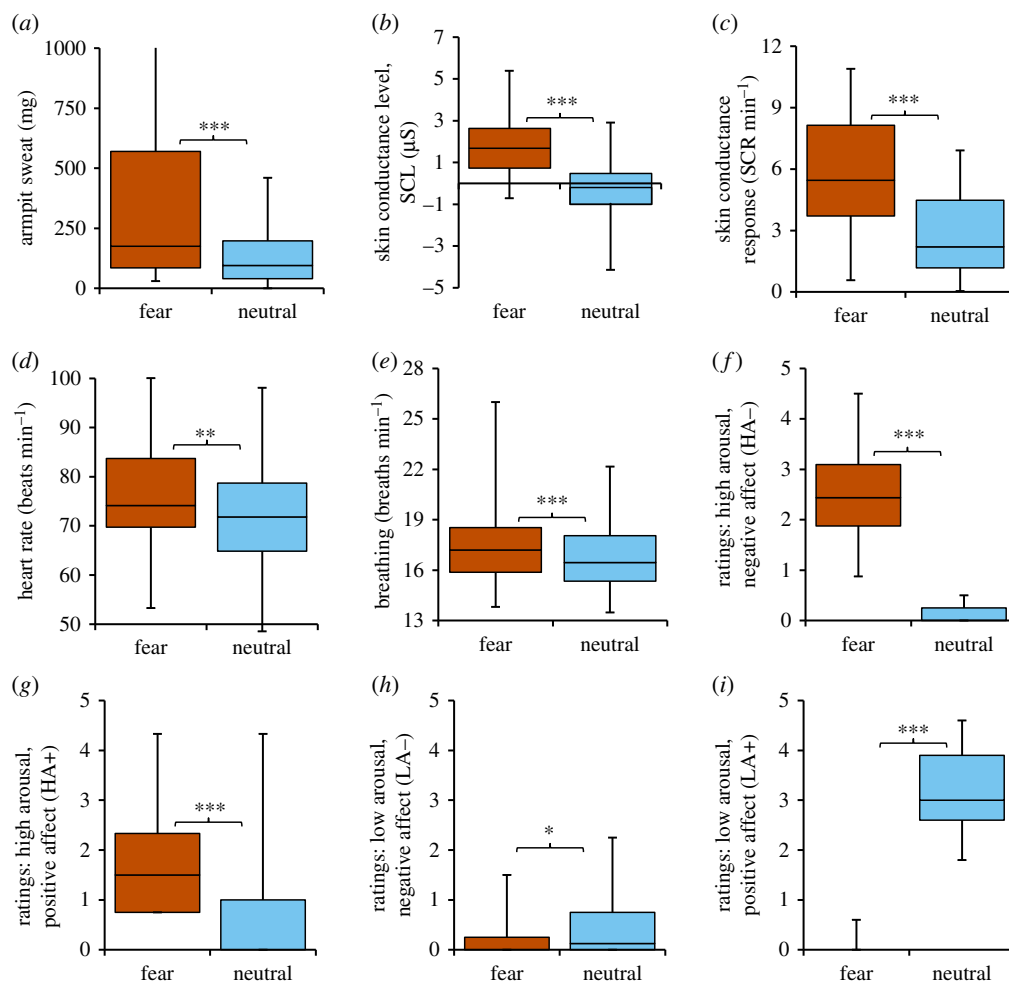 (a)
armpit sweat (mg)
1000
750
500
250
0
***
fear
neutral
(b)
skin conductance level,
SCL (µS)
7
5
3
1
–1
–3
–5
***
fear
neutral
(c)
skin conductance
response (SCR min–1)
12
9
6
3
0
***
fear
neutral
(d)
heart rate (beats min–1)
100
90
80
70
60
50
**
fear
neutral
(e)
breathing (breaths min–1)
28
25
22
19
16
13
***
fear
neutral
(f)
ratings: high arousal,
negative affect (HA–)
5
4
3
2
1
0
***
fear
neutral
(g)
ratings: high arousal,
positive affect (HA+)
5
4
3
2
1
0
***
fear
neutral
(h)
ratings: low arousal,
negative affect (LA–)
5
4
3
2
1
0
*
fear
neutral
(i)
ratings: low arousal,
positive affect (LA+)
5
4
3
2
1
0
***
fear
neutral